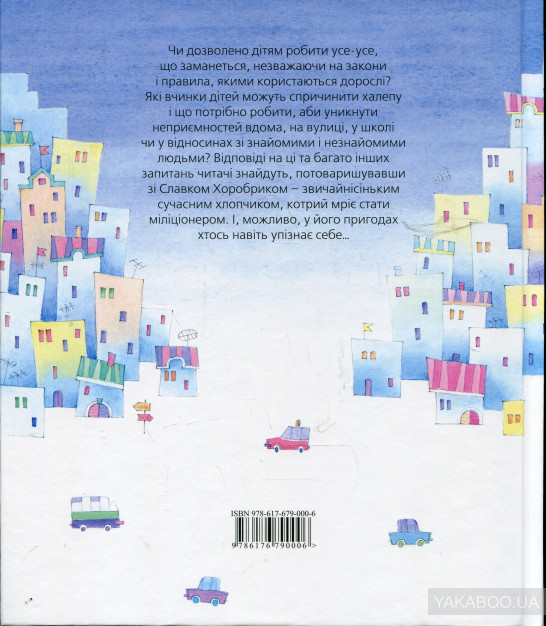 Чи дозволено дітям робити усе-усе,
що заманеться, незважаючи на закони
і правила, якими користаються дорослі?
Які вчинки дітей можуть спричинити халепу
і що потрібно робити, аби уникнути
неприємностей вдома, на вулиці, у школі
чи у відносинах зі знайомими і незнайомими
людьми? Відповіді на ці та багато інших
запитань читачі знайдуть, потоваришувавши
зі Славком Хоробриком – звичайнісіньким
сучасним хлопчиком, котрий мріє стати
міліціонером. І, можливо, у його пригодах
хтось навіть упізнає себе...
ISBN 978-617-679-000-6
9 786176 790006 >
YAKABOO.UA